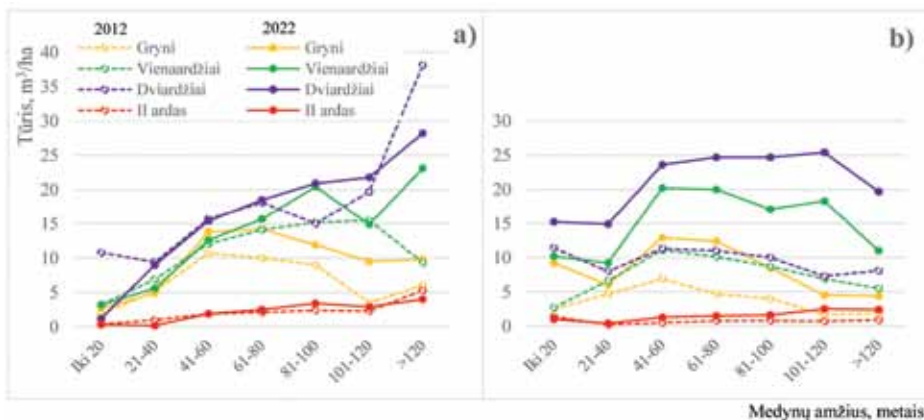 2012 2022 a) b)
Gryni Gryni
Vienaardžiai Vienaardžiai
Dviardžiai Dviardžiai
II ardas II ardas
Tūris, m³/ha
40
35
30 30
25 25
20 20
15 15
10 10
5 5
0 0
Iki 20 21-40 41-60 61-80 81-100 101-120 >120
Iki 20 21-40 41-60 61-80 81-100 101-120 >120
Medynų amžius, metais